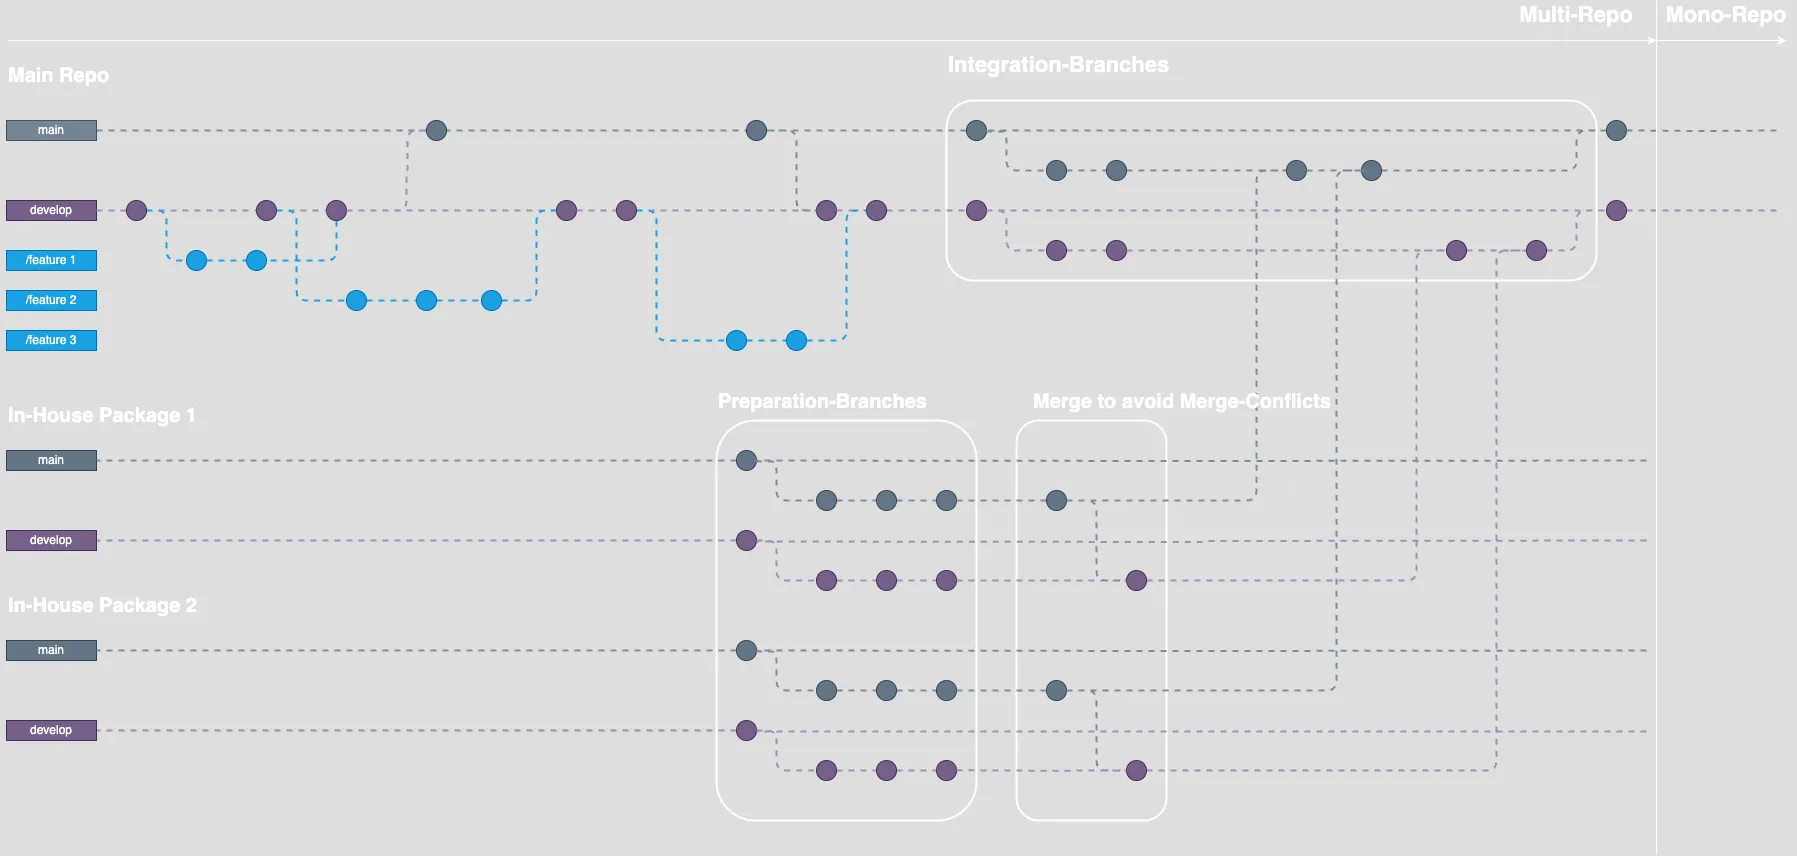 Multi-Repo
Mono-Repo
Main Repo
Integration-Branches
main
develop
/feature 1
/feature 2
/feature 3
Preparation-Branches
Merge to avoid Merge-Conflicts
In-House Package 1
main
develop
In-House Package 2
main
develop